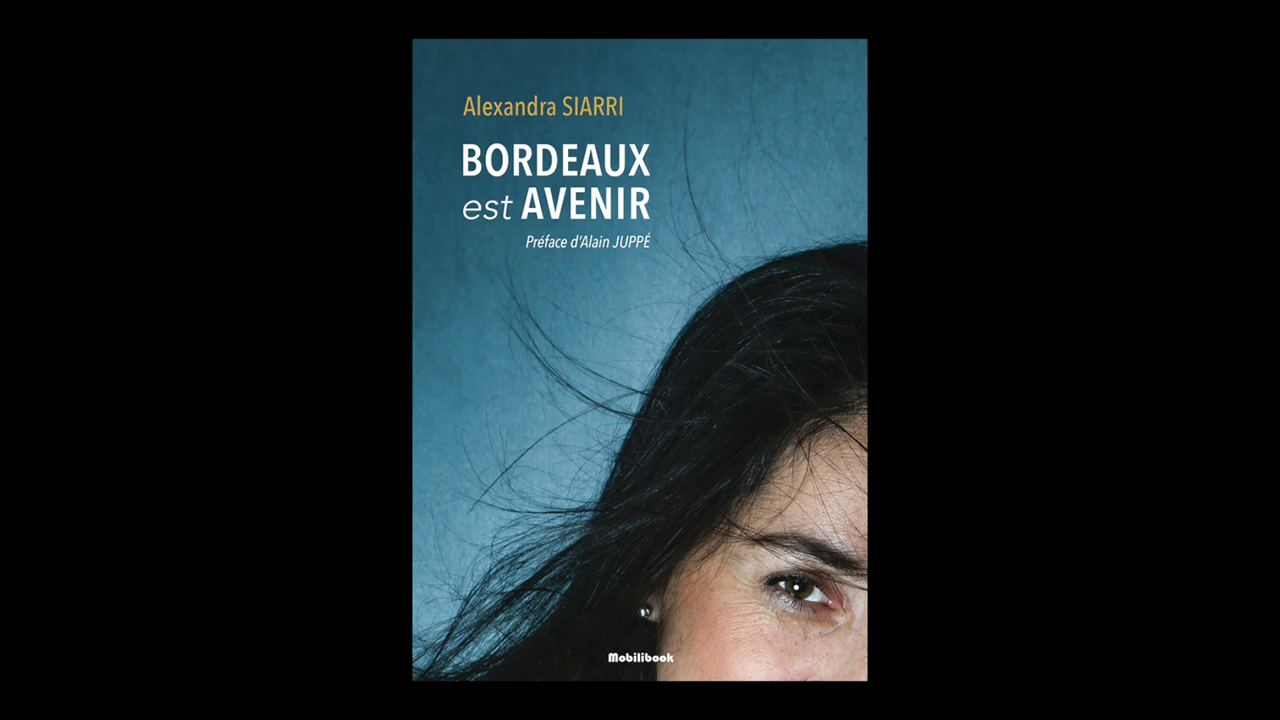 Alexandra SIARRI
BORDEAUX
est AVENIR
Préface d'Alain JUPPÉ
Mobilibook